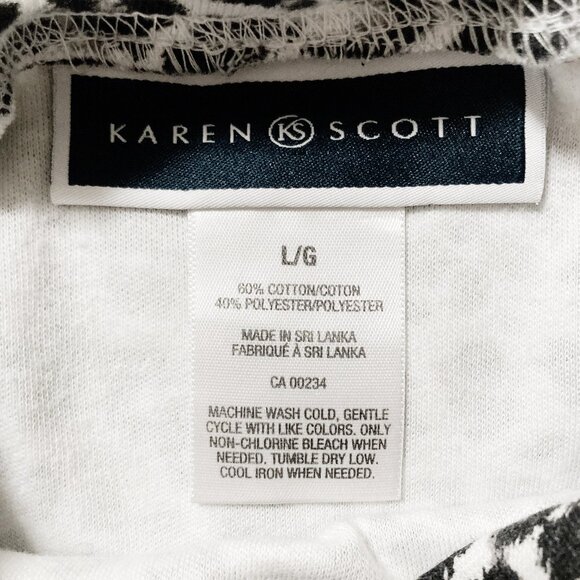 KAREN KS SCOTT
L/G
60% COTTON/COTON
40% POLYESTER/POLYESTER
MADE IN SRI LANKA
FABRIQUÉ À SRI LANKA
CA 00234
MACHINE WASH COLD, GENTLE
CYCLE WITH LIKE COLORS. ONLY
NON-CHLORINE BLEACH WHEN
NEEDED. TUMBLE DRY LOW.
COOL IRON WHEN NEEDED.